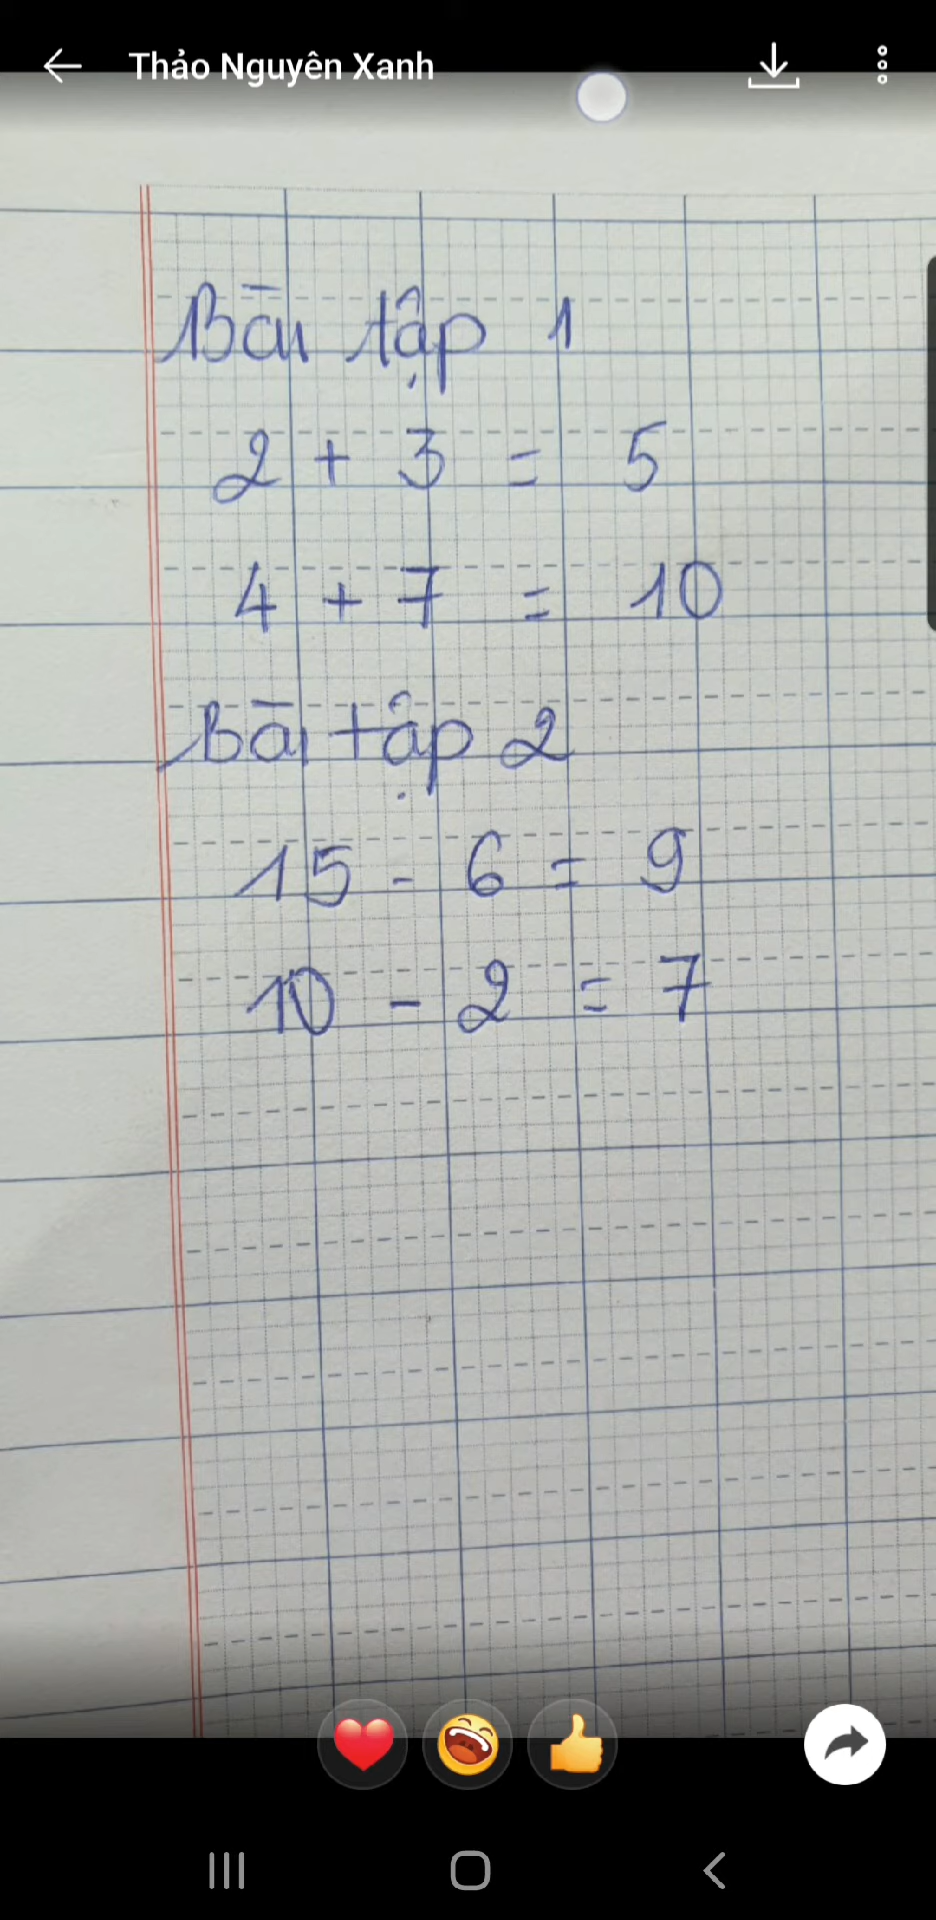 Thảo Nguyên Xanh
Bài tập 1
2 + 3 = 5
4 + 7 = 10
Bài tập 2
15 - 6 = 9
10 - 2 = 7